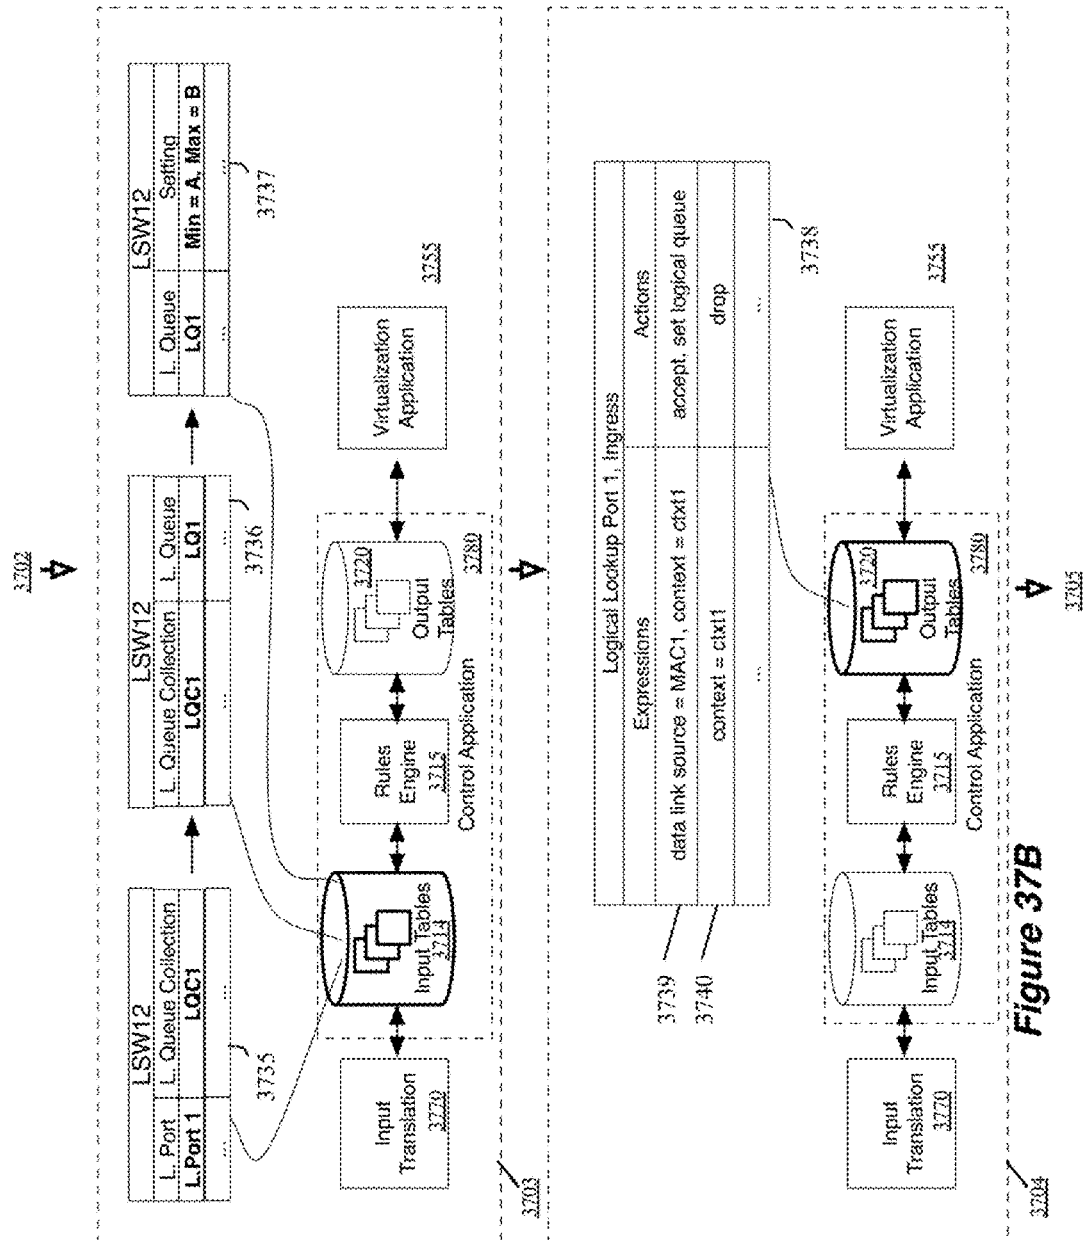 3702
LSW12
L. Port
L. Queue Collection
L.Port 1
LQC1
...
...
3735
LSW12
L. Queue Collection
L. Queue
LQC1
LQ1
...
...
3736
LSW12
L. Queue
Setting
LQ1
Min = A, Max = B
...
...
3737
Input
Translation
3770
Input Tables
3714
Rules
Engine
3715
3720
Output
Tables
3780
Control Application
Virtualization
Application
3755
3703
Logical Lookup Port 1, Ingress
Expressions
Actions
3739
data link source = MAC1, context = ctxt1
accept, set logical queue
3740
context = ctxt1
drop
...
...
3738
Input
Translation
3770
Input Tables
3714
Rules
Engine
3715
3720
Output
Tables
3780
Control Application
Virtualization
Application
3755
3704
3705
Figure 37B